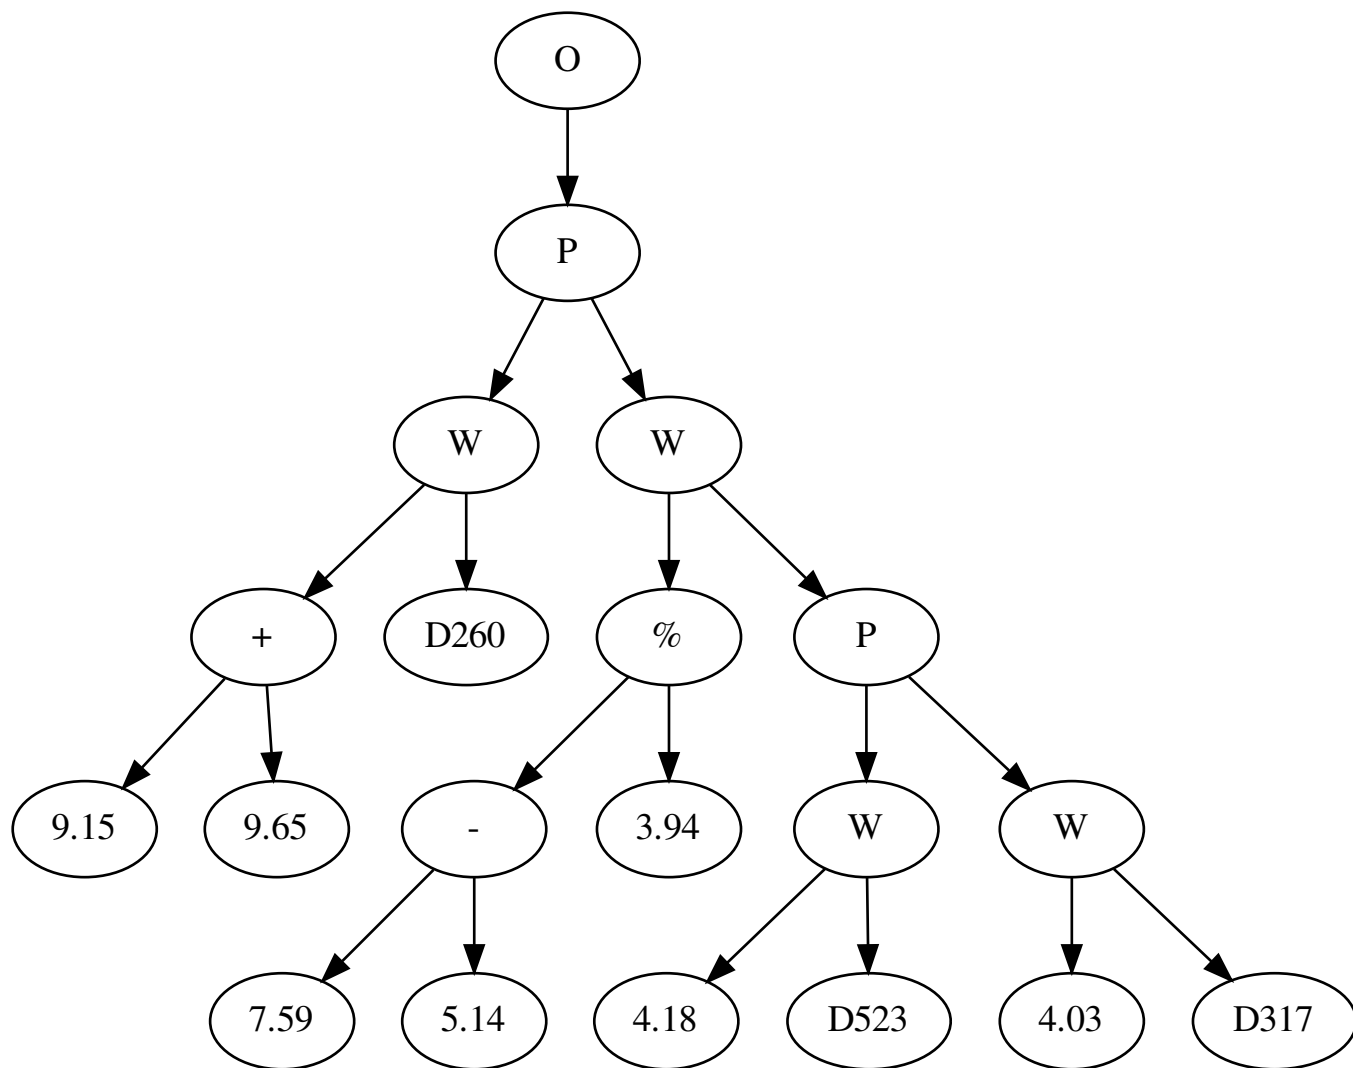 O
P
W W
+ D260 % P
9.15 9.65 - 3.94 W W
7.59 5.14 4.18 D523 4.03 D317